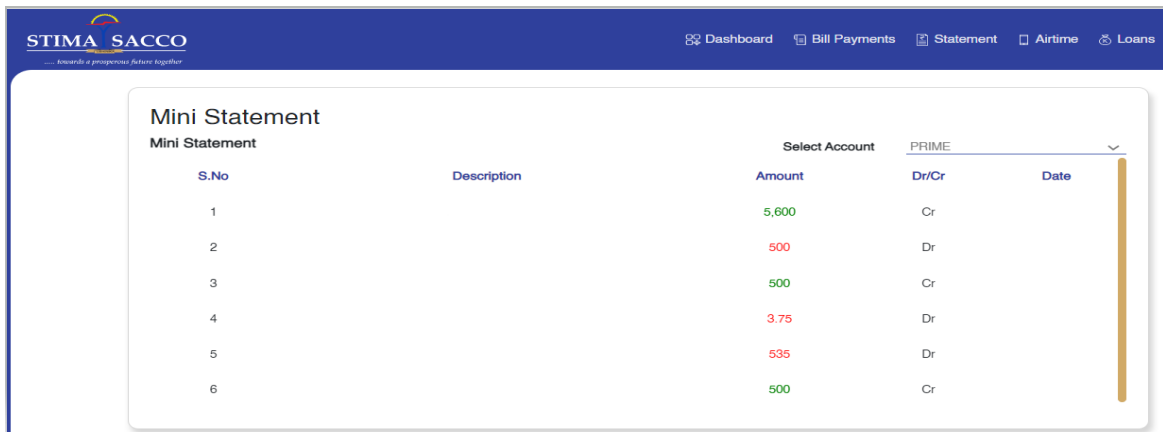 STIMA SACCO
..... towards a prosperous future together
Dashboard Bill Payments Statement Airtime Loans
Mini Statement
Mini Statement Select Account PRIME
S.No Description Amount Dr/Cr Date
1 5,600 Cr
2 500 Dr
3 500 Cr
4 3.75 Dr
5 535 Dr
6 500 Cr